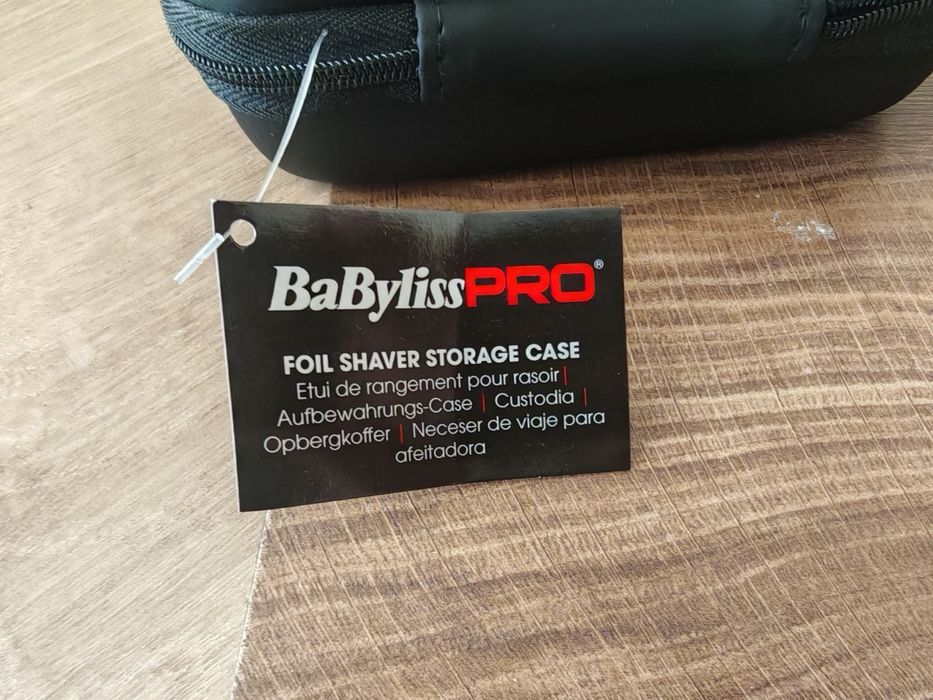 BaBylissPRO®
FOIL SHAVER STORAGE CASE
Etui de rangement pour rasoir |
Aufbewahrungs-Case | Custodia |
Opbergkoffer | Neceser de viaje para
afeitadora